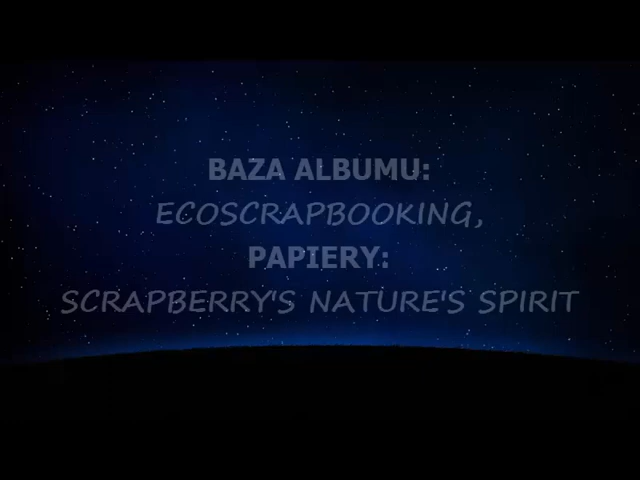 BAZA ALBUMU:
ECOSCRAPBOOKING,
PAPIERY:
SCRAPBERRY'S NATURE'S SPIRIT